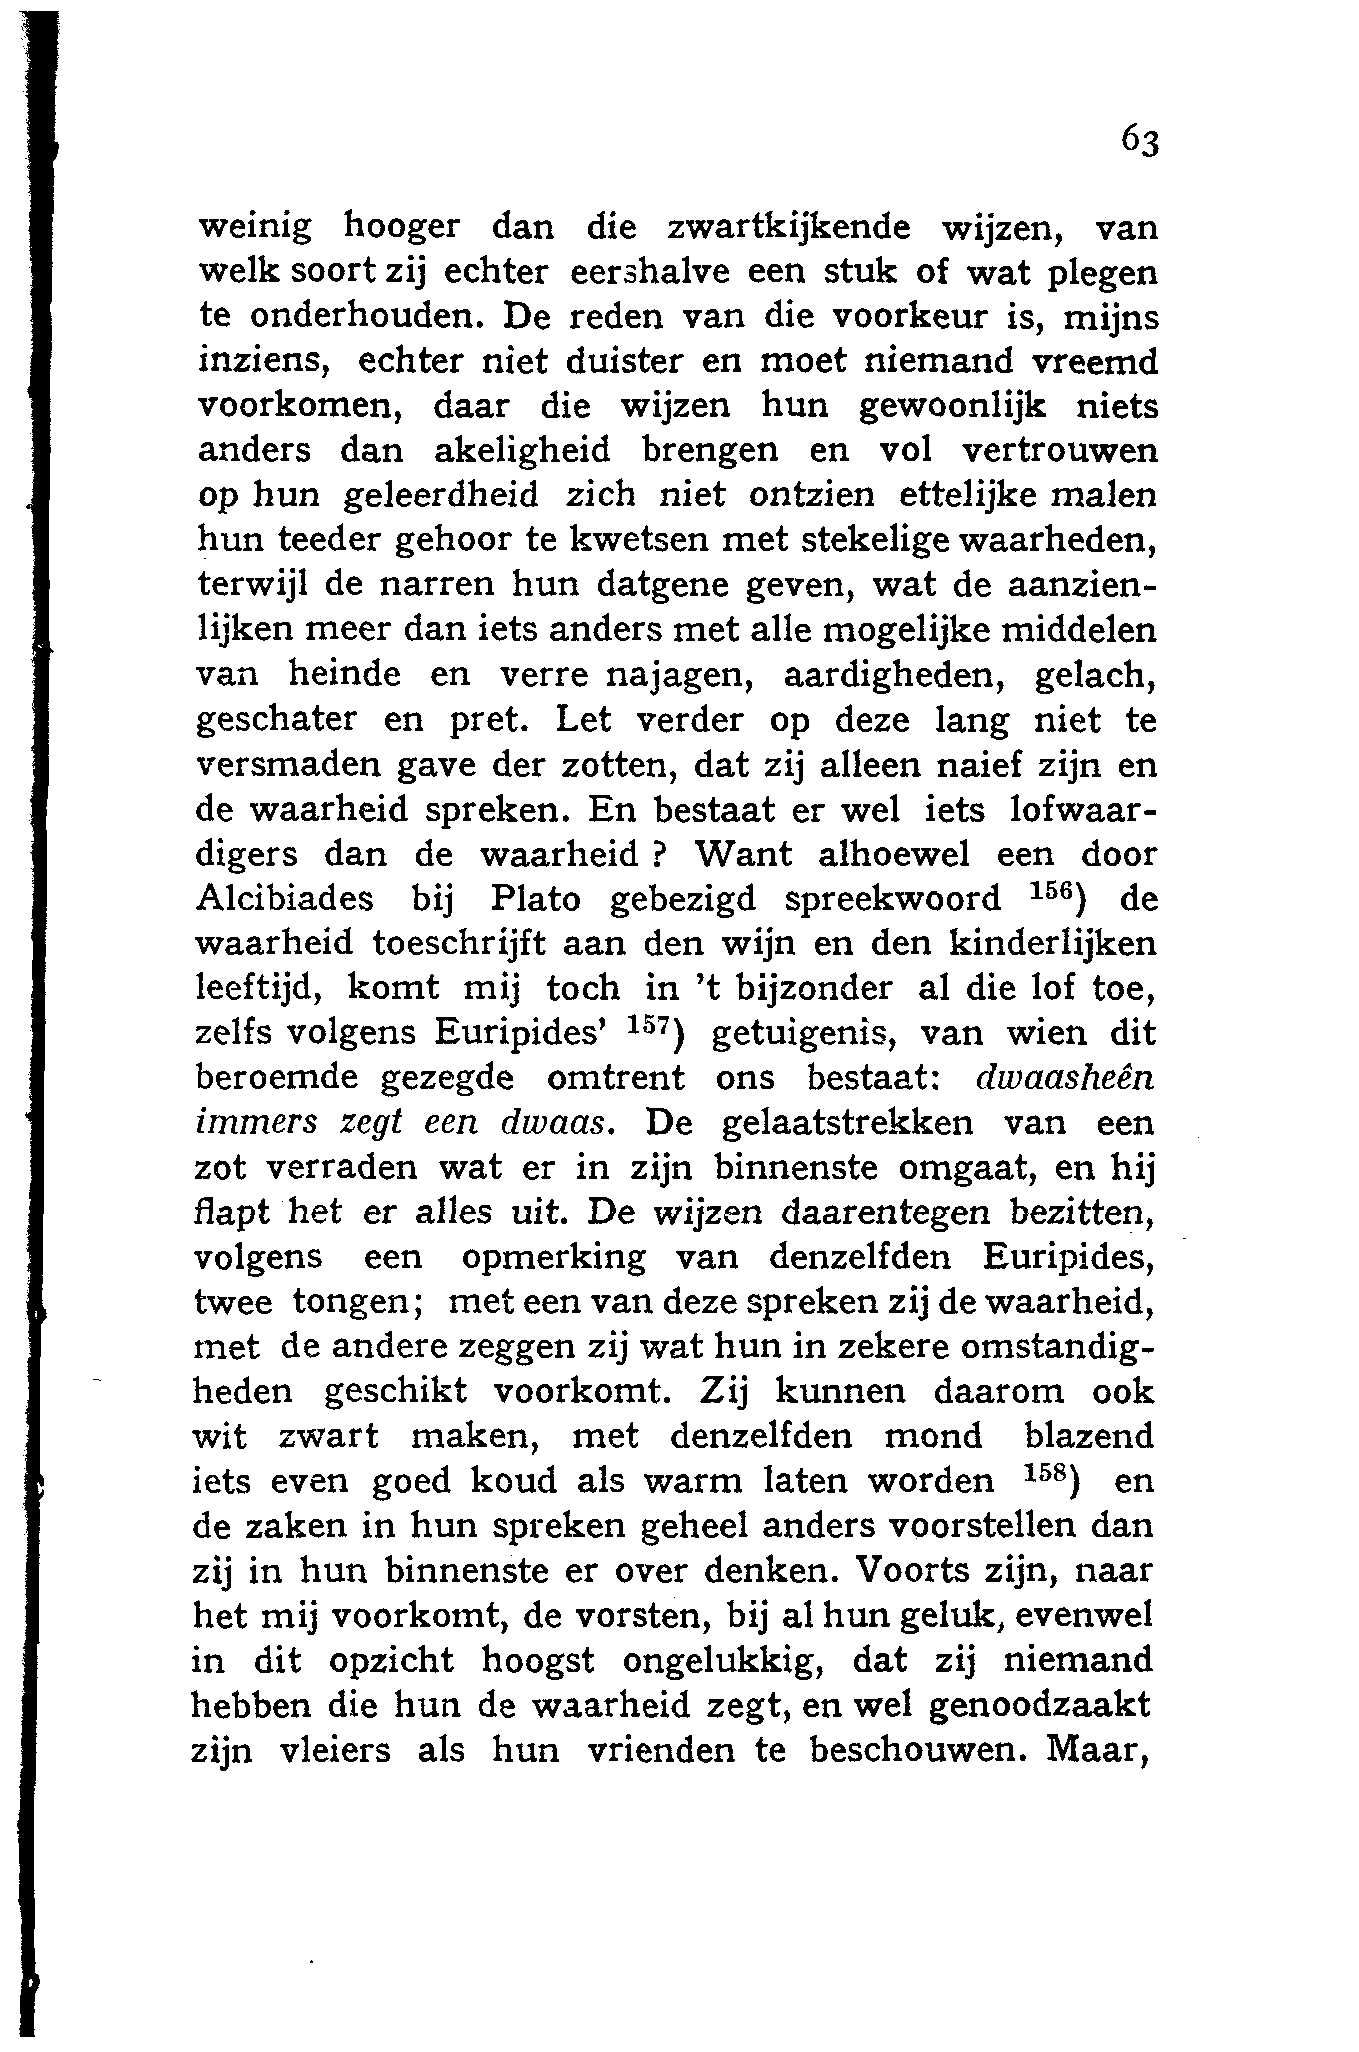 63
weinig hooger dan die zwartkijkende wijzen, van
welk soort zij echter eershalve een stuk of wat plegen
te onderhouden. De reden van die voorkeur is, mijns
inziens, echter niet duister en moet niemand vreemd
voorkomen, daar die wijzen hun gewoonlijk niets
anders dan akeligheid brengen en vol vertrouwen
op hun geleerdheid zich niet ontzien ettelijke malen
hun teeder gehoor te kwetsen met stekelige waarheden,
terwijl de narren hun datgene geven, wat de aanzien-
lijken meer dan iets anders met alle mogelijke middelen
van heinde en verre najagen, aardigheden, gelach,
geschater en pret. Let verder op deze lang niet te
versmaden gave der zotten, dat zij alleen naief zijn en
de waarheid spreken. En bestaat er wel iets lofwaar-
digers dan de waarheid ? Want alhoewel een door
Alcibiades bij Plato gebezigd spreekwoord ¹⁵⁶) de
waarheid toeschrijft aan den wijn en den kinderlijken
leeftijd, komt mij toch in 't bijzonder al die lof toe,
zelfs volgens Euripides' ¹⁵⁷) getuigenis, van wien dit
beroemde gezegde omtrent ons bestaat: dwaasheên
immers zegt een dwaas. De gelaatstrekken van een
zot verraden wat er in zijn binnenste omgaat, en hij
flapt het er alles uit. De wijzen daarentegen bezitten,
volgens een opmerking van denzelfden Euripides,
twee tongen; met een van deze spreken zij de waarheid,
met de andere zeggen zij wat hun in zekere omstandig-
heden geschikt voorkomt. Zij kunnen daarom ook
wit zwart maken, met denzelfden mond blazend
iets even goed koud als warm laten worden ¹⁵⁸) en
de zaken in hun spreken geheel anders voorstellen dan
zij in hun binnenste er over denken. Voorts zijn, naar
het mij voorkomt, de vorsten, bij al hun geluk, evenwel
in dit opzicht hoogst ongelukkig, dat zij niemand
hebben die hun de waarheid zegt, en wel genoodzaakt
zijn vleiers als hun vrienden te beschouwen. Maar,